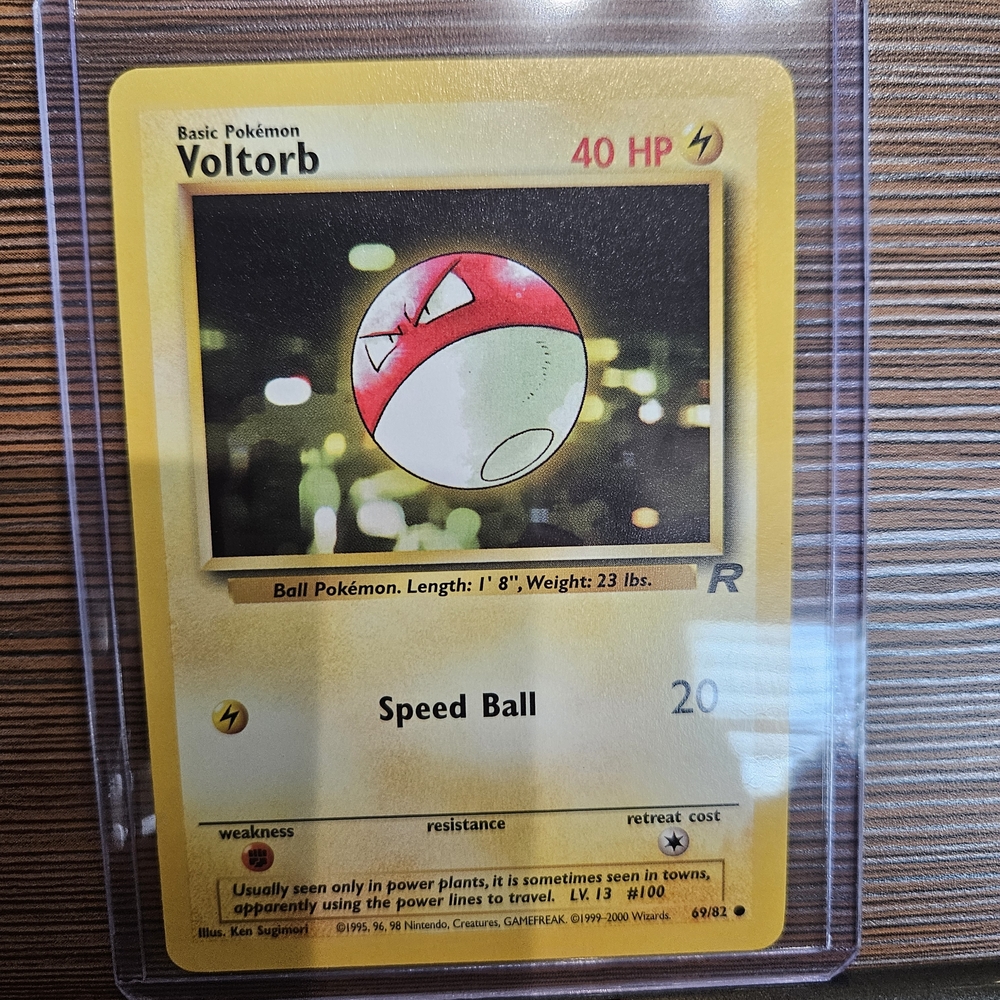 Basic Pokémon
Voltorb
40 HP
Ball Pokémon. Length: 1' 8", Weight: 23 lbs.
R
Speed Ball
20
weakness
resistance
retreat cost
Usually seen only in power plants, it is sometimes seen in towns,
apparently using the power lines to travel. LV. 13 #100
Illus. Ken Sugimori
©1995, 96, 98 Nintendo, Creatures, GAMEFREAK. ©1999-2000 Wizards.
69/82